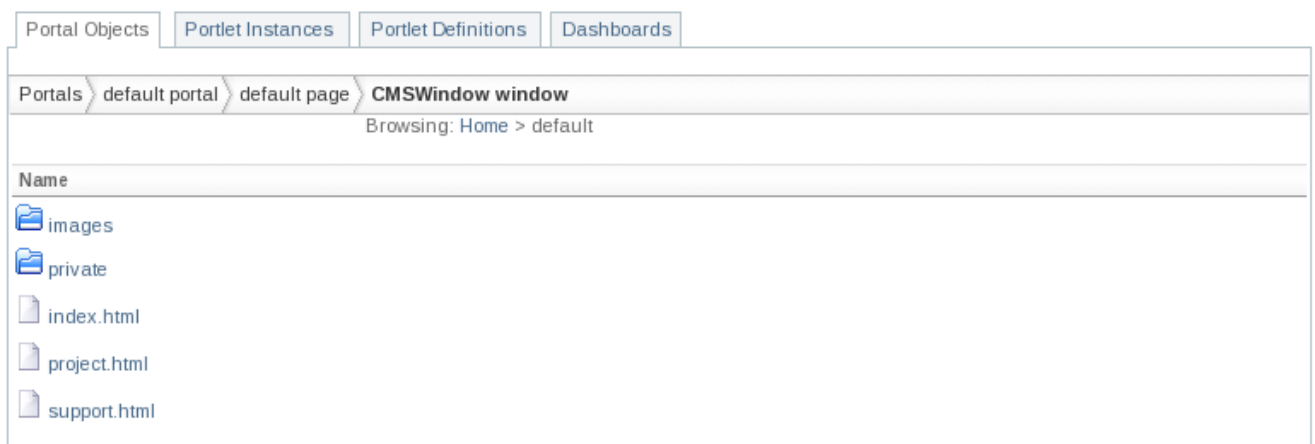 Portal Objects Portlet Instances Portlet Definitions Dashboards
Portals default portal default page CMSWindow window
Browsing: Home > default
Name
images
private
index.html
project.html
support.html